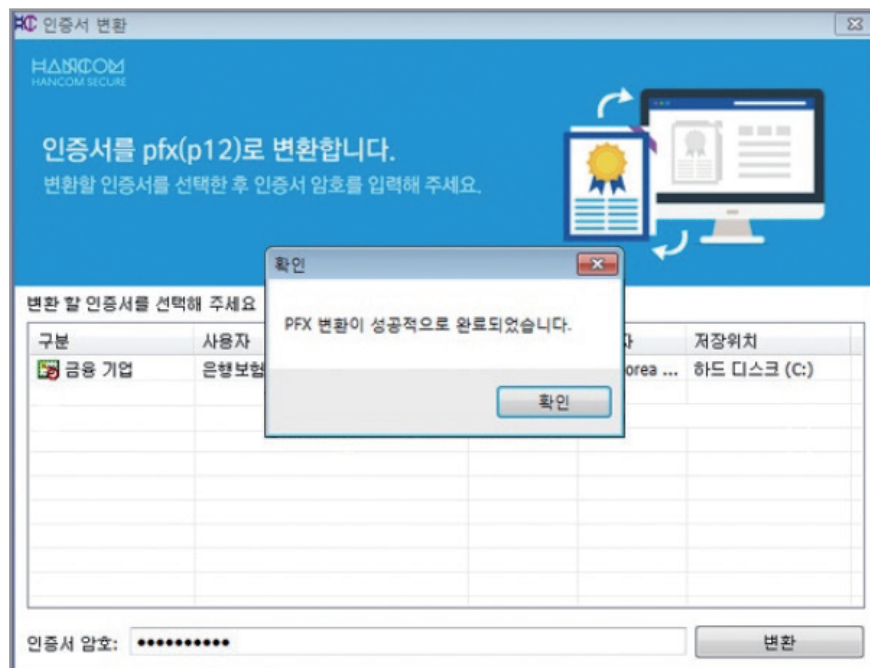 인증서 변환
HANCOM
HANCOM SECURE
인증서를 pfx(p12)로 변환합니다.
변환할 인증서를 선택한 후 인증서 암호를 입력해 주세요.
확인
PFX 변환이 성공적으로 완료되었습니다.
확인
변환 할 인증서를 선택해 주세요
구분 사용자 자 저장위치
금융 기업 은행보험 orea ... 하드 디스크 (C:)
인증서 암호: ●●●●●●●●●● 변환